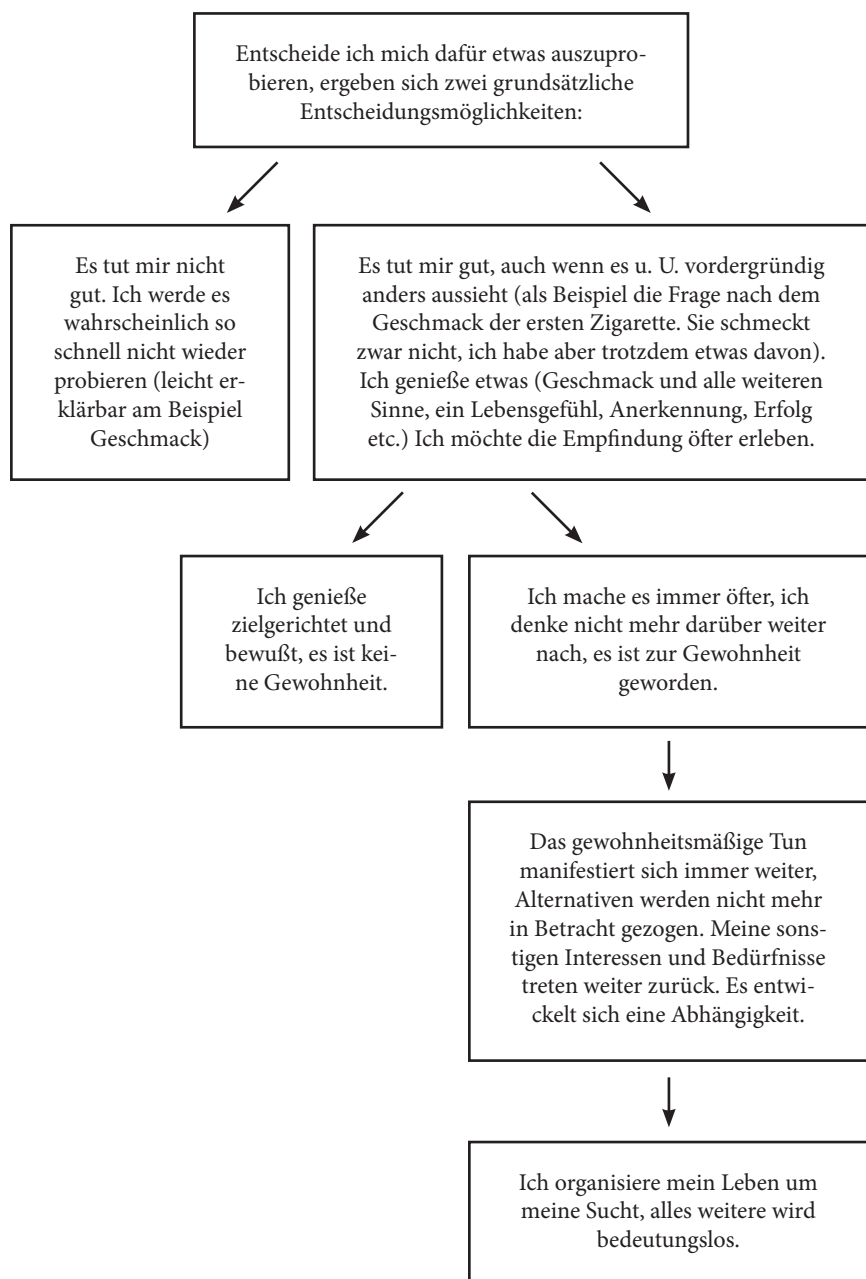 Entscheide ich mich dafür etwas auszupro-
bieren, ergeben sich zwei grundsätzliche
Entscheidungsmöglichkeiten:
Es tut mir nicht
gut. Ich werde es
wahrscheinlich so
schnell nicht wieder
probieren (leicht er-
klärbar am Beispiel
Geschmack)
Es tut mir gut, auch wenn es u. U. vordergründig
anders aussieht (als Beispiel die Frage nach dem
Geschmack der ersten Zigarette. Sie schmeckt
zwar nicht, ich habe aber trotzdem etwas davon).
Ich genieße etwas (Geschmack und alle weiteren
Sinne, ein Lebensgefühl, Anerkennung, Erfolg
etc.) Ich möchte die Empfindung öfter erleben.
Ich genieße
zielgerichtet und
bewußt, es ist kei-
ne Gewohnheit.
Ich mache es immer öfter, ich
denke nicht mehr darüber weiter
nach, es ist zur Gewohnheit
geworden.
Das gewohnheitsmäßige Tun
manifestiert sich immer weiter,
Alternativen werden nicht mehr
in Betracht gezogen. Meine sons-
tigen Interessen und Bedürfnisse
treten weiter zurück. Es entwi-
ckelt sich eine Abhängigkeit.
Ich organisiere mein Leben um
meine Sucht, alles weitere wird
bedeutungslos.